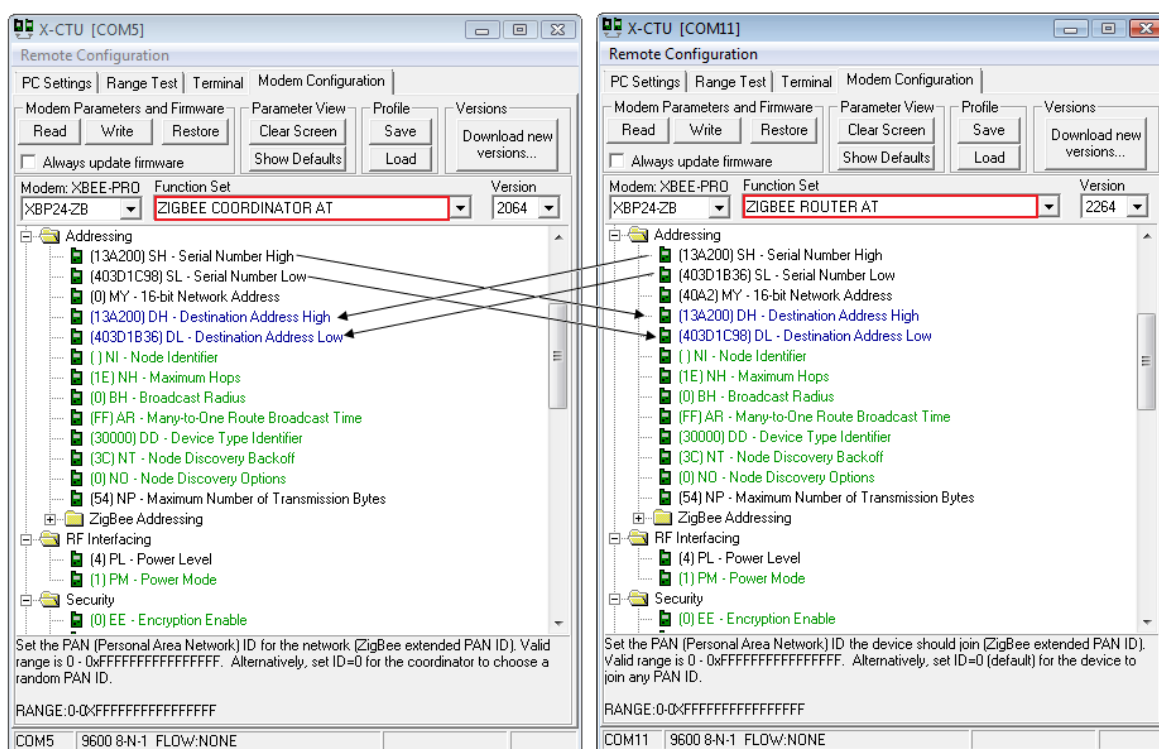 X-CTU [COM5]
Remote Configuration
PC Settings Range Test Terminal Modem Configuration
Modem Parameters and Firmware Parameter View Profile Versions
Read Write Restore Clear Screen Save Download new versions...
Always update firmware Show Defaults Load
Modem: XBEE-PRO Function Set Version
XBP24-ZB ZIGBEE COORDINATOR AT 2064
Addressing
(13A200) SH - Serial Number High
(403D1C98) SL - Serial Number Low
(0) MY - 16-bit Network Address
(13A200) DH - Destination Address High
(403D1B36) DL - Destination Address Low
( ) NI - Node Identifier
(1E) NH - Maximum Hops
(0) BH - Broadcast Radius
(FF) AR - Many-to-One Route Broadcast Time
(30000) DD - Device Type Identifier
(3C) NT - Node Discovery Backoff
(0) NO - Node Discovery Options
(54) NP - Maximum Number of Transmission Bytes
ZigBee Addressing
RF Interfacing
(4) PL - Power Level
(1) PM - Power Mode
Security
(0) EE - Encryption Enable
Set the PAN (Personal Area Network) ID for the network (ZigBee extended PAN ID). Valid
range is 0 - 0xFFFFFFFFFFFFFFFF. Alternatively, set ID=0 for the coordinator to choose a
random PAN ID.
RANGE:0-0XFFFFFFFFFFFFFFFF
COM5 9600 8-N-1 FLOW:NONE
X-CTU [COM11]
Remote Configuration
PC Settings Range Test Terminal Modem Configuration
Modem Parameters and Firmware Parameter View Profile Versions
Read Write Restore Clear Screen Save Download new versions...
Always update firmware Show Defaults Load
Modem: XBEE-PRO Function Set Version
XBP24-ZB ZIGBEE ROUTER AT 2264
Addressing
(13A200) SH - Serial Number High
(403D1B36) SL - Serial Number Low
(40A2) MY - 16-bit Network Address
(13A200) DH - Destination Address High
(403D1C98) DL - Destination Address Low
( ) NI - Node Identifier
(1E) NH - Maximum Hops
(0) BH - Broadcast Radius
(FF) AR - Many-to-One Route Broadcast Time
(30000) DD - Device Type Identifier
(3C) NT - Node Discovery Backoff
(0) NO - Node Discovery Options
(54) NP - Maximum Number of Transmission Bytes
ZigBee Addressing
RF Interfacing
(4) PL - Power Level
(1) PM - Power Mode
Security
(0) EE - Encryption Enable
Set the PAN (Personal Area Network) ID the device should join (ZigBee extended PAN ID).
Valid range is 0 - 0xFFFFFFFFFFFFFFFF. Alternatively, set ID=0 (default) for the device to
join any PAN ID.
RANGE:0-0XFFFFFFFFFFFFFFFF
COM11 9600 8-N-1 FLOW:NONE